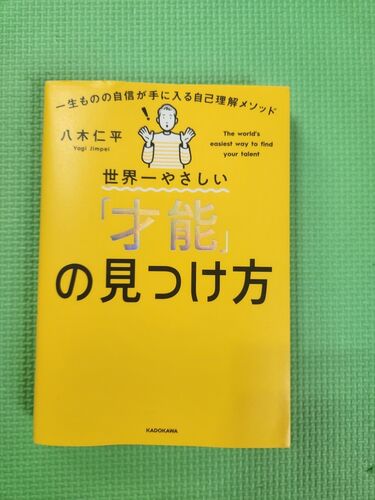 一生ものの自信が手に入る自己理解メソッド
!
八木仁平
Yagi Jimpei
The world's
easiest way to find
your talent
世界一やさしい
「才能」
の見つけ方
KADOKAWA